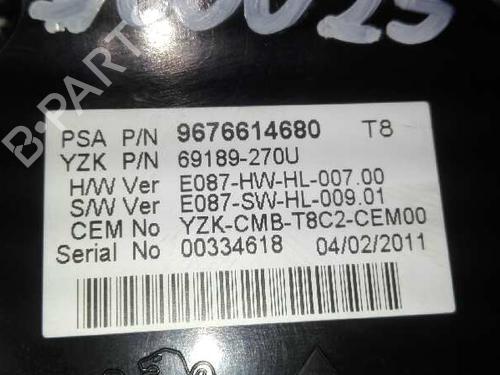 PSA P/N 9676614680 T8
YZK P/N 69189-270U
H/W Ver E087-HW-HL-007.00
S/W Ver E087-SW-HL-009.01
CEM No YZK-CMB-T8C2-CEM00
Serial No 00334618 04/02/2011
B-PARTS